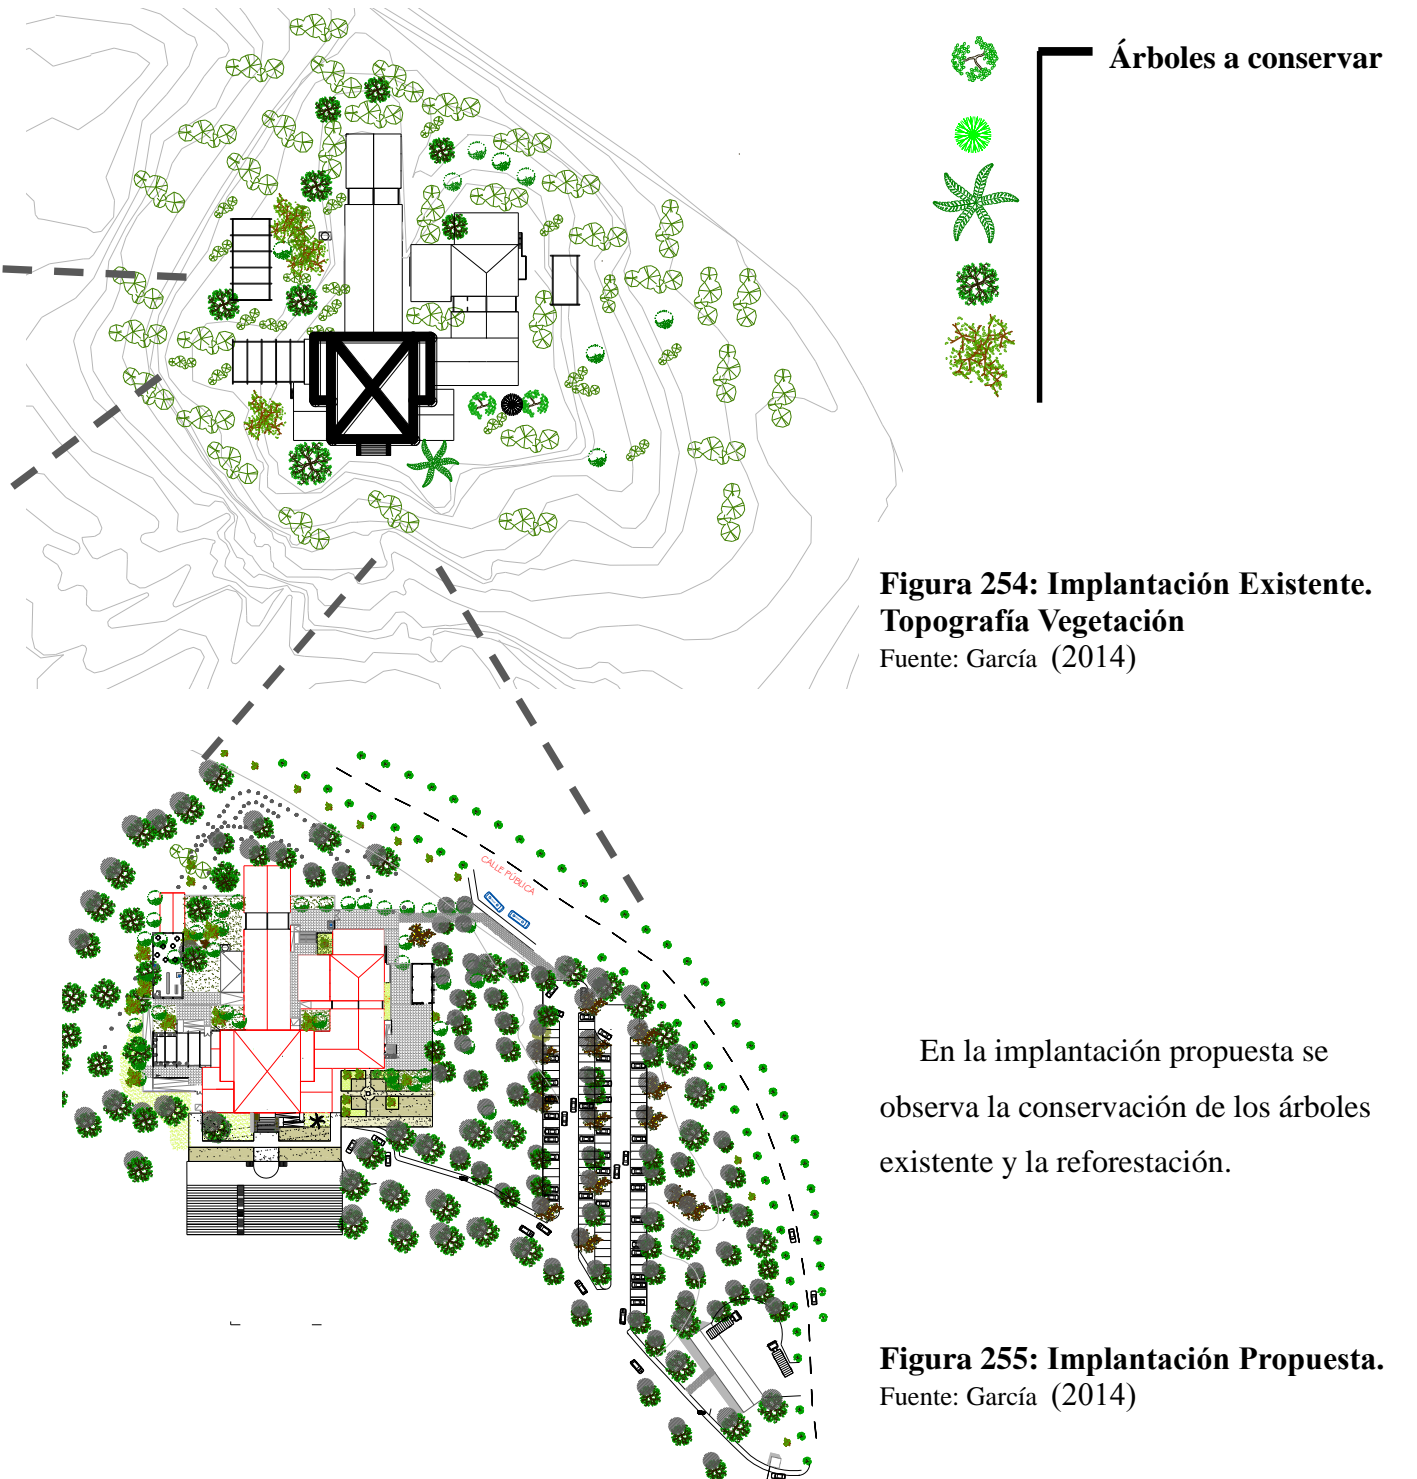 Árboles a conservar
Figura 254: Implantación Existente.
Topografía Vegetación
Fuente: García (2014)
CALLE PÚBLICA
En la implantación propuesta se
observa la conservación de los árboles
existente y la reforestación.
Figura 255: Implantación Propuesta.
Fuente: García (2014)